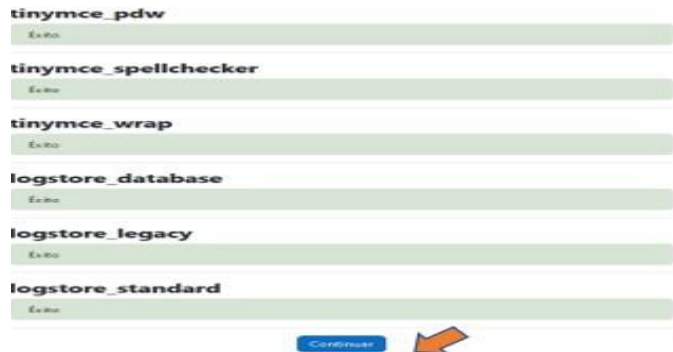 tinymce_pdw
Éxito
tinymce_spellchecker
Éxito
tinymce_wrap
Éxito
logstore_database
Éxito
logstore_legacy
Éxito
logstore_standard
Éxito
Continuar